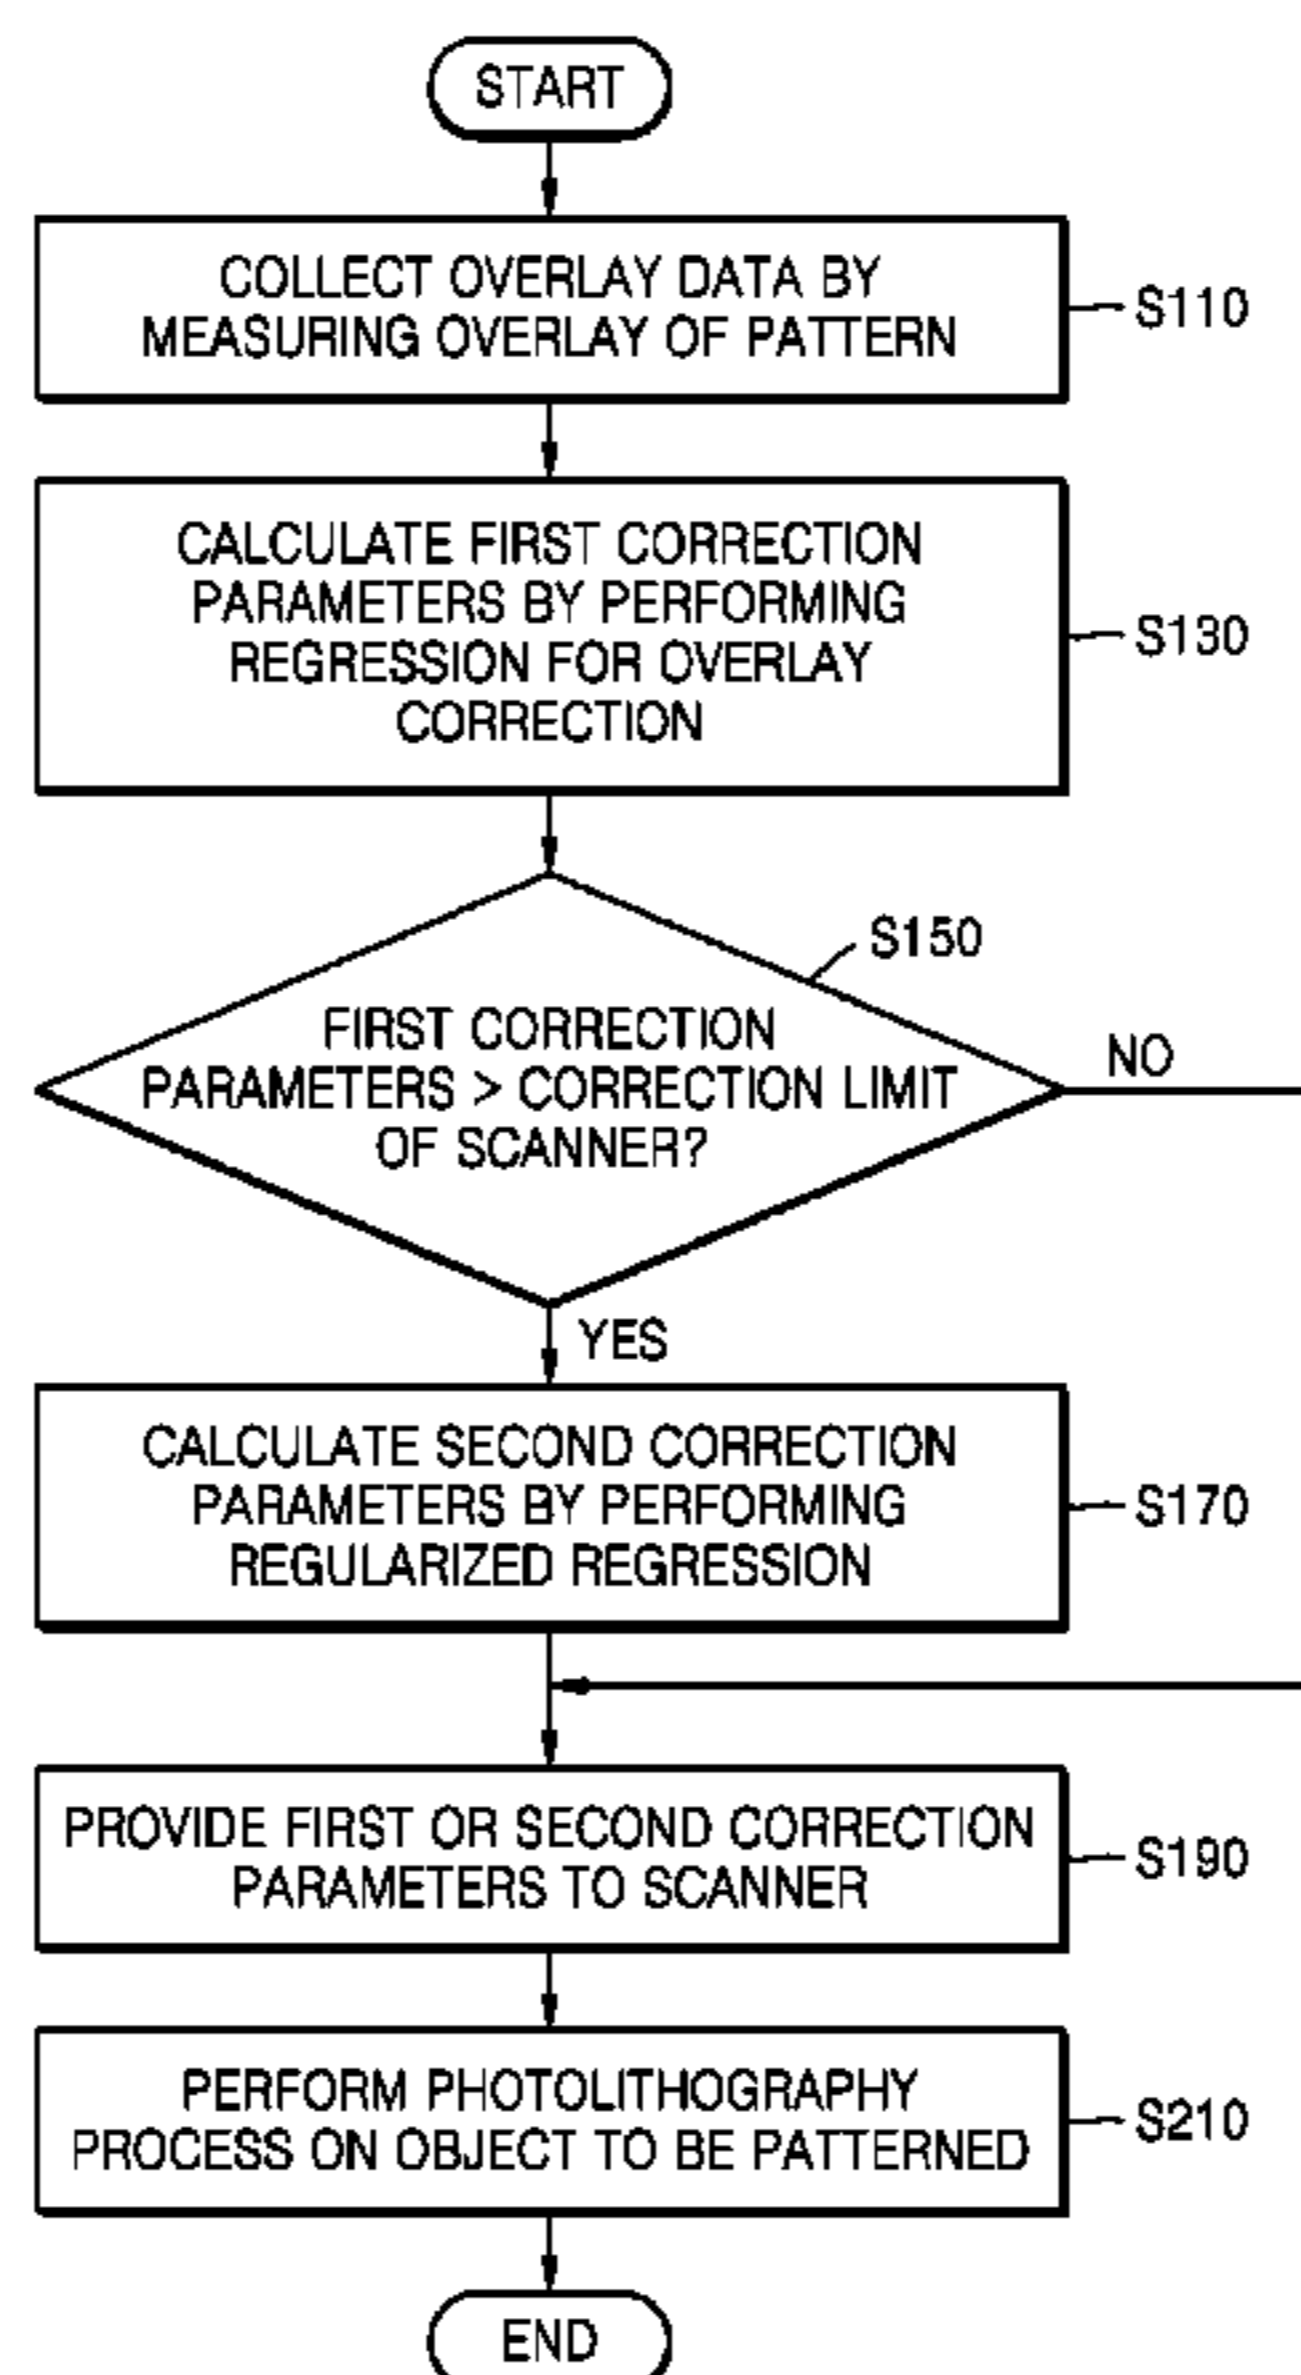 START
COLLECT OVERLAY DATA BY
MEASURING OVERLAY OF PATTERN
S110
CALCULATE FIRST CORRECTION
PARAMETERS BY PERFORMING
REGRESSION FOR OVERLAY
CORRECTION
S130
S150
FIRST CORRECTION
PARAMETERS > CORRECTION LIMIT
OF SCANNER?
NO
YES
CALCULATE SECOND CORRECTION
PARAMETERS BY PERFORMING
REGULARIZED REGRESSION
S170
PROVIDE FIRST OR SECOND CORRECTION
PARAMETERS TO SCANNER
S190
PERFORM PHOTOLITHOGRAPHY
PROCESS ON OBJECT TO BE PATTERNED
S210
END